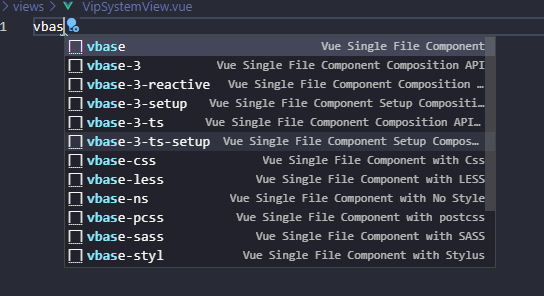 > views > VipSystemView.vue
1 vbas
vbase Vue Single File Component
vbase-3 Vue Single File Component Composition API
vbase-3-reactive Vue Single File Component Composition …
vbase-3-setup Vue Single File Component Setup Compositi…
vbase-3-ts Vue Single File Component Composition API…
vbase-3-ts-setup Vue Single File Component Setup Compos…
vbase-css Vue Single File Component with Css
vbase-less Vue Single File Component with LESS
vbase-ns Vue Single File Component with No Style
vbase-pcss Vue Single File Component with postcss
vbase-sass Vue Single File Component with SASS
vbase-styl Vue Single File Component with Stylus